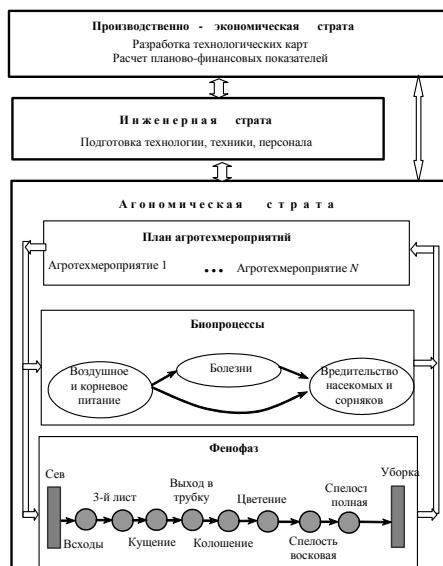 Производственно - экономическая страта
Разработка технологических карт
Расчет планово-финансовых показателей
Инженерная страта
Подготовка технологии, техники, персонала
Агономическая страта
План агротехмероприятий
Агротехмероприятие 1 ... Агротехмероприятие N
Биопроцессы
Воздушное
и корневое
питание
Болезни
Вредительство
насекомых и
сорняков
Фенофаз
Сев
3-й лист
Выход в
трубку
Цветение
Спелост
полная
Уборка
Всходы
Кущение
Колошение
Спелость
восковая